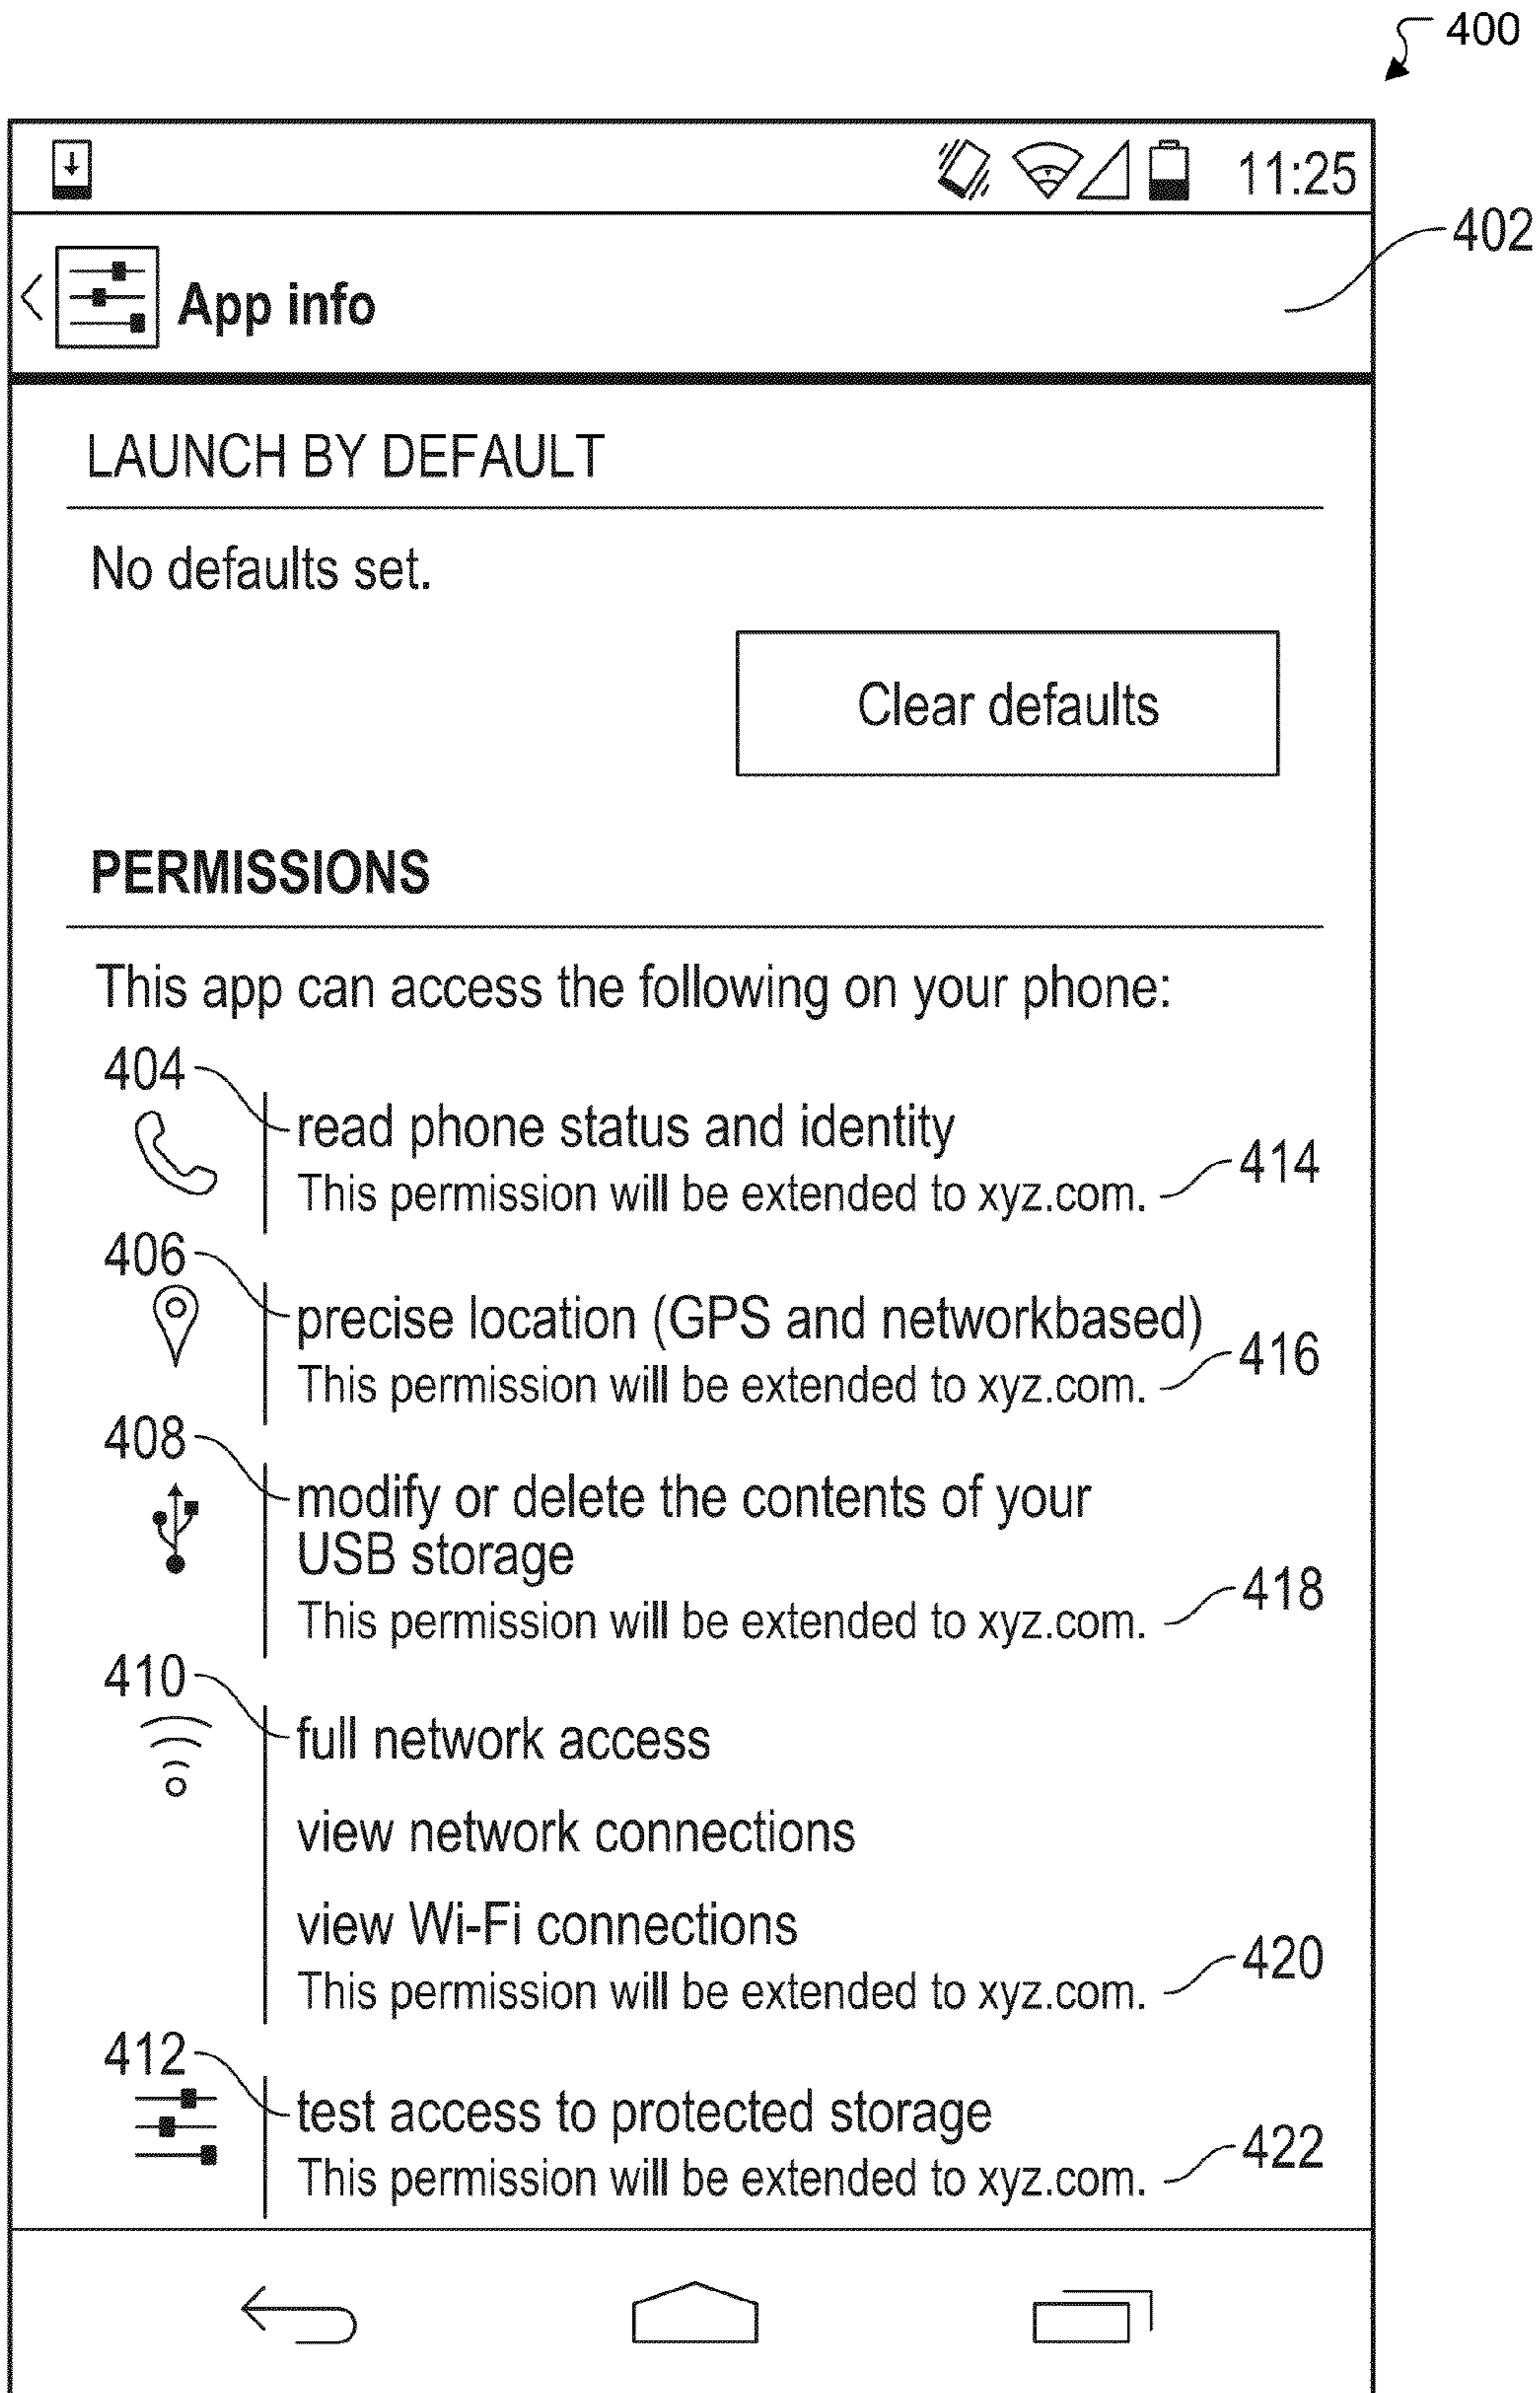 400
11:25
402
App info
LAUNCH BY DEFAULT
No defaults set.
Clear defaults
PERMISSIONS
This app can access the following on your phone:
404
read phone status and identity
414
This permission will be extended to xyz.com.
406
precise location (GPS and networkbased)
416
This permission will be extended to xyz.com.
408
modify or delete the contents of your
USB storage
418
This permission will be extended to xyz.com.
410
full network access
view network connections
view Wi-Fi connections
420
This permission will be extended to xyz.com.
412
test access to protected storage
422
This permission will be extended to xyz.com.